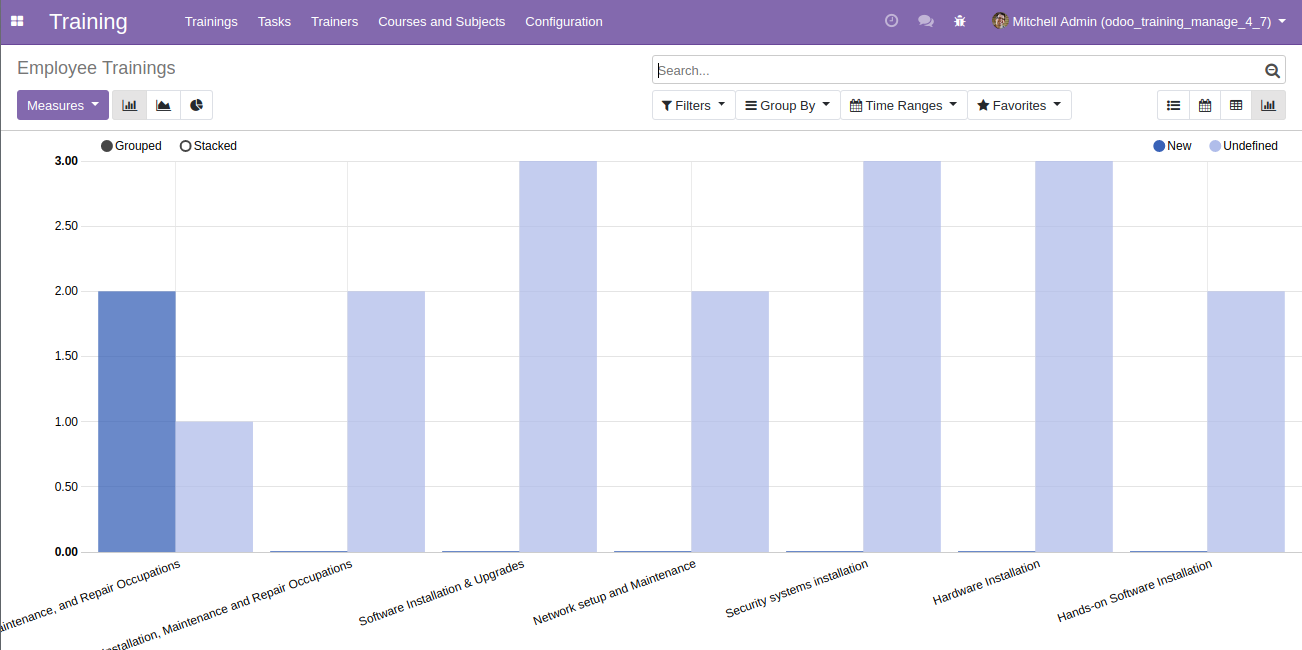 Training Trainings Tasks Trainers Courses and Subjects Configuration Mitchell Admin (odoo_training_manage_4_7)
Employee Trainings
Search...
Measures Filters Group By Time Ranges Favorites
Grouped Stacked New Undefined
3.00
2.50
2.00
1.50
1.00
0.50
0.00
and Repair Occupations
Maintenance and Repair Occupations
Software Installation & Upgrades
Network setup and Maintenance
Security systems installation
Hardware Installation
Hands-on Software Installation